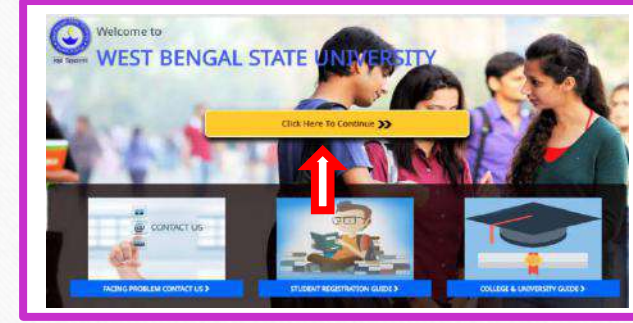 Welcome to
WEST BENGAL STATE UNIVERSITY
Click Here To Continue
CONTACT US
FACING PROBLEM CONTACT US
STUDENT REGISTRATION GUIDE
COLLEGE & UNIVERSITY GUIDE